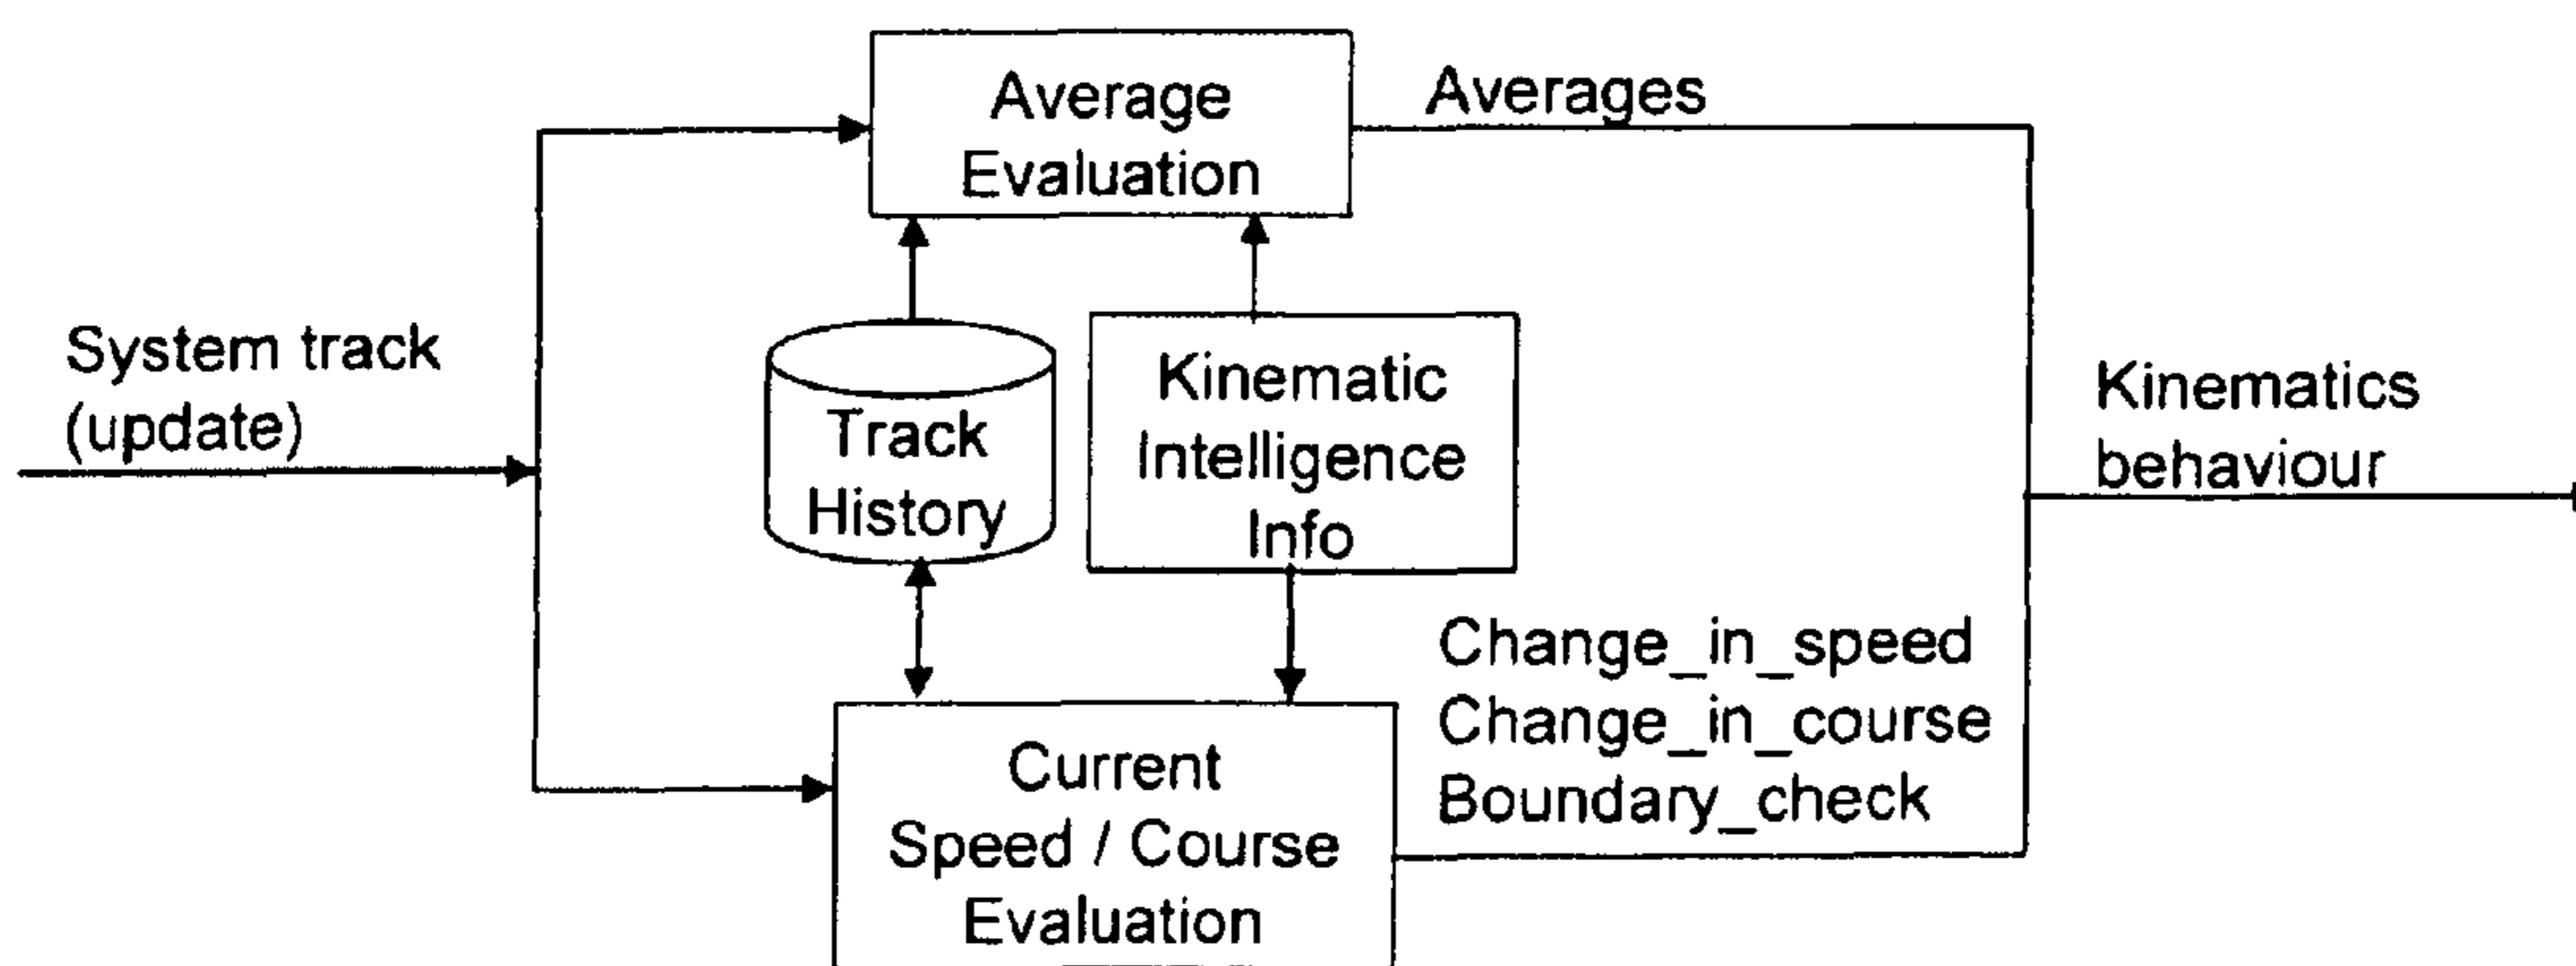 Average
Evaluation
Averages
System track
(update)
Track
History
Kinematic
Intelligence
Info
Kinematics
behaviour
Change_in_speed
Change_in_course
Boundary_check
Current
Speed / Course
Evaluation